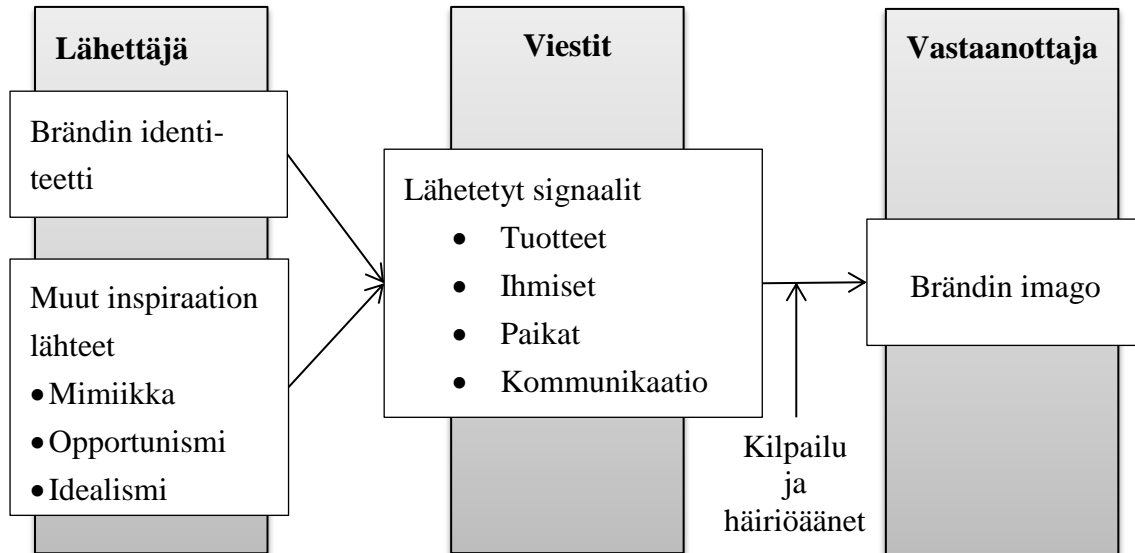 Lähettäjä
Brändin identi-
teetti
Muut inspiraation
lähteet
• Mimiikka
• Opportunismi
• Idealismi
Viestit
Lähetetyt signaalit
• Tuotteet
• Ihmiset
• Paikat
• Kommunikaatio
Kilpailu
ja
häiriöäänet
Vastaanottaja
Brändin imago